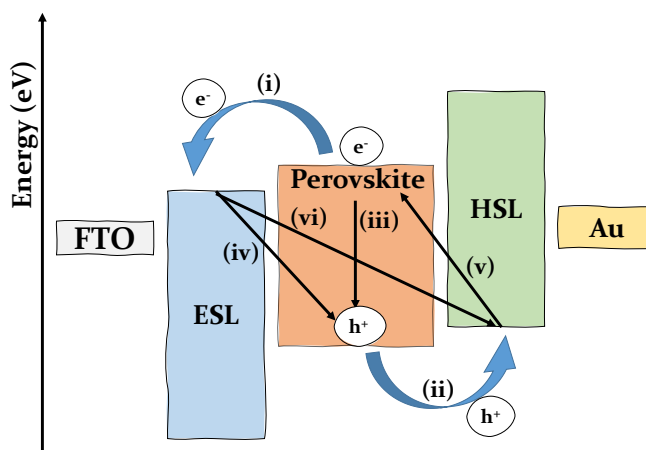 Energy (eV)
(i)
e-
e-
Perovskite
HSL
(vi)
(iii)
FTO
Au
(iv)
(v)
ESL
h+
(ii)
h+